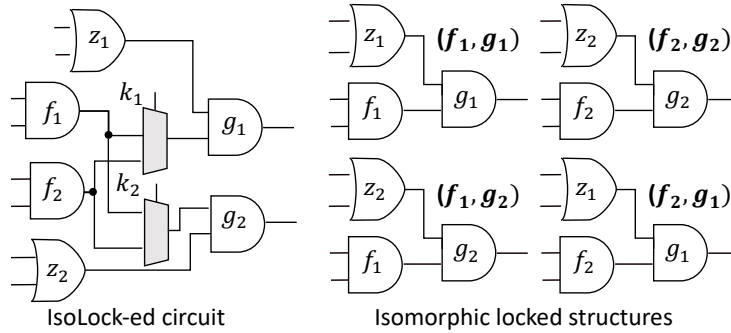 z₁
f₁
k₁
g₁
f₂
k₂
g₂
z₂
IsoLock-ed circuit
z₁
(f₁, g₁)
f₁
g₁
z₂
(f₂, g₂)
f₂
g₂
z₂
(f₁, g₂)
f₁
g₂
z₁
(f₂, g₁)
f₂
g₁
Isomorphic locked structures